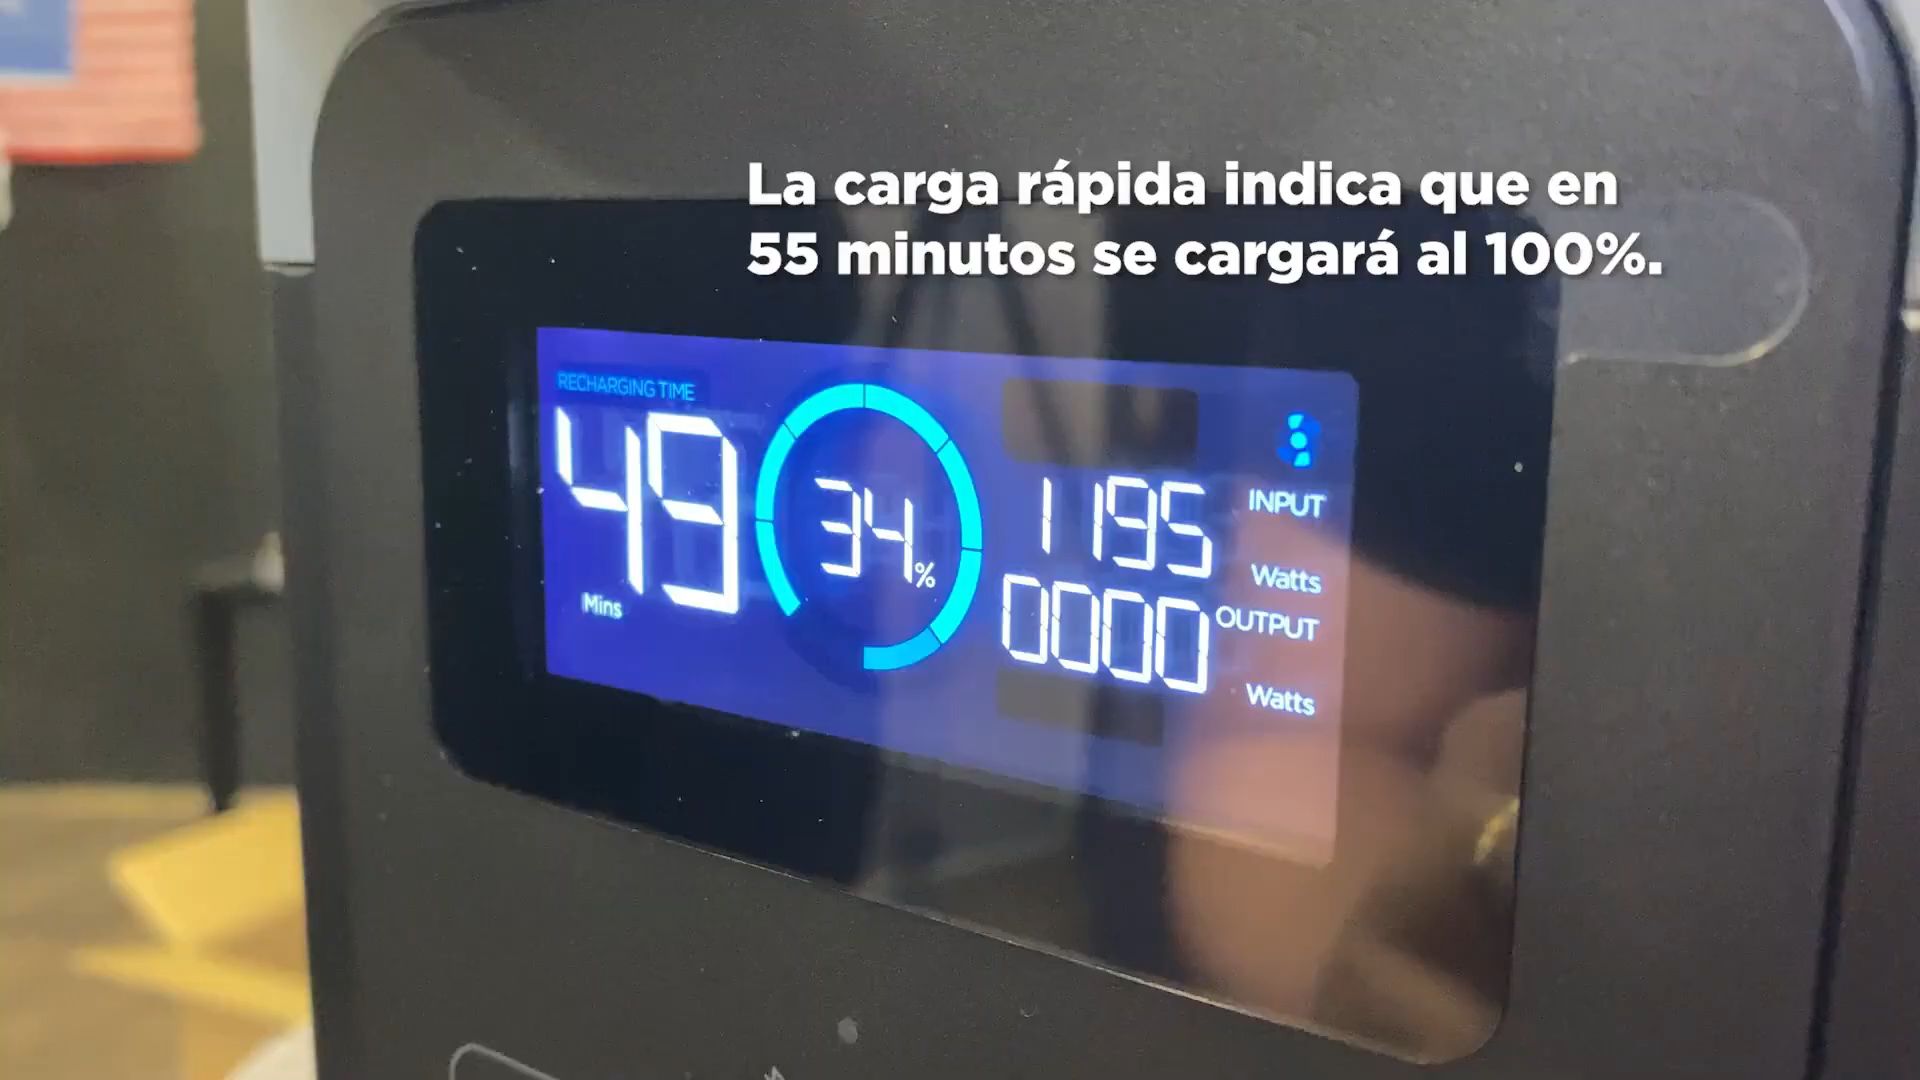 La carga rápida indica que en
55 minutos se cargará al 100%.
RECHARGING TIME
49
Mins
34%
1195 INPUT
Watts
0000 OUTPUT
Watts